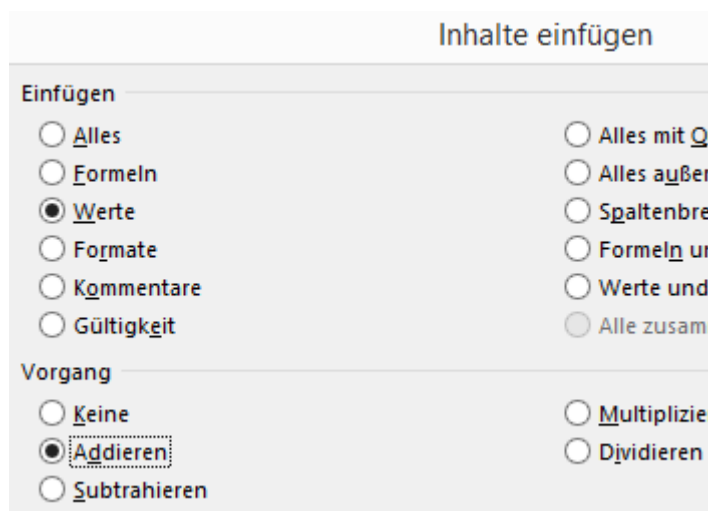 Inhalte einfügen
Einfügen
Alles
Alles mit Q
Formeln
Alles außer
Werte
Spaltenbre
Formate
Formeln un
Kommentare
Werte und
Gültigkeit
Alle zusam
Vorgang
Keine
Multiplizie
Addieren
Dividieren
Subtrahieren